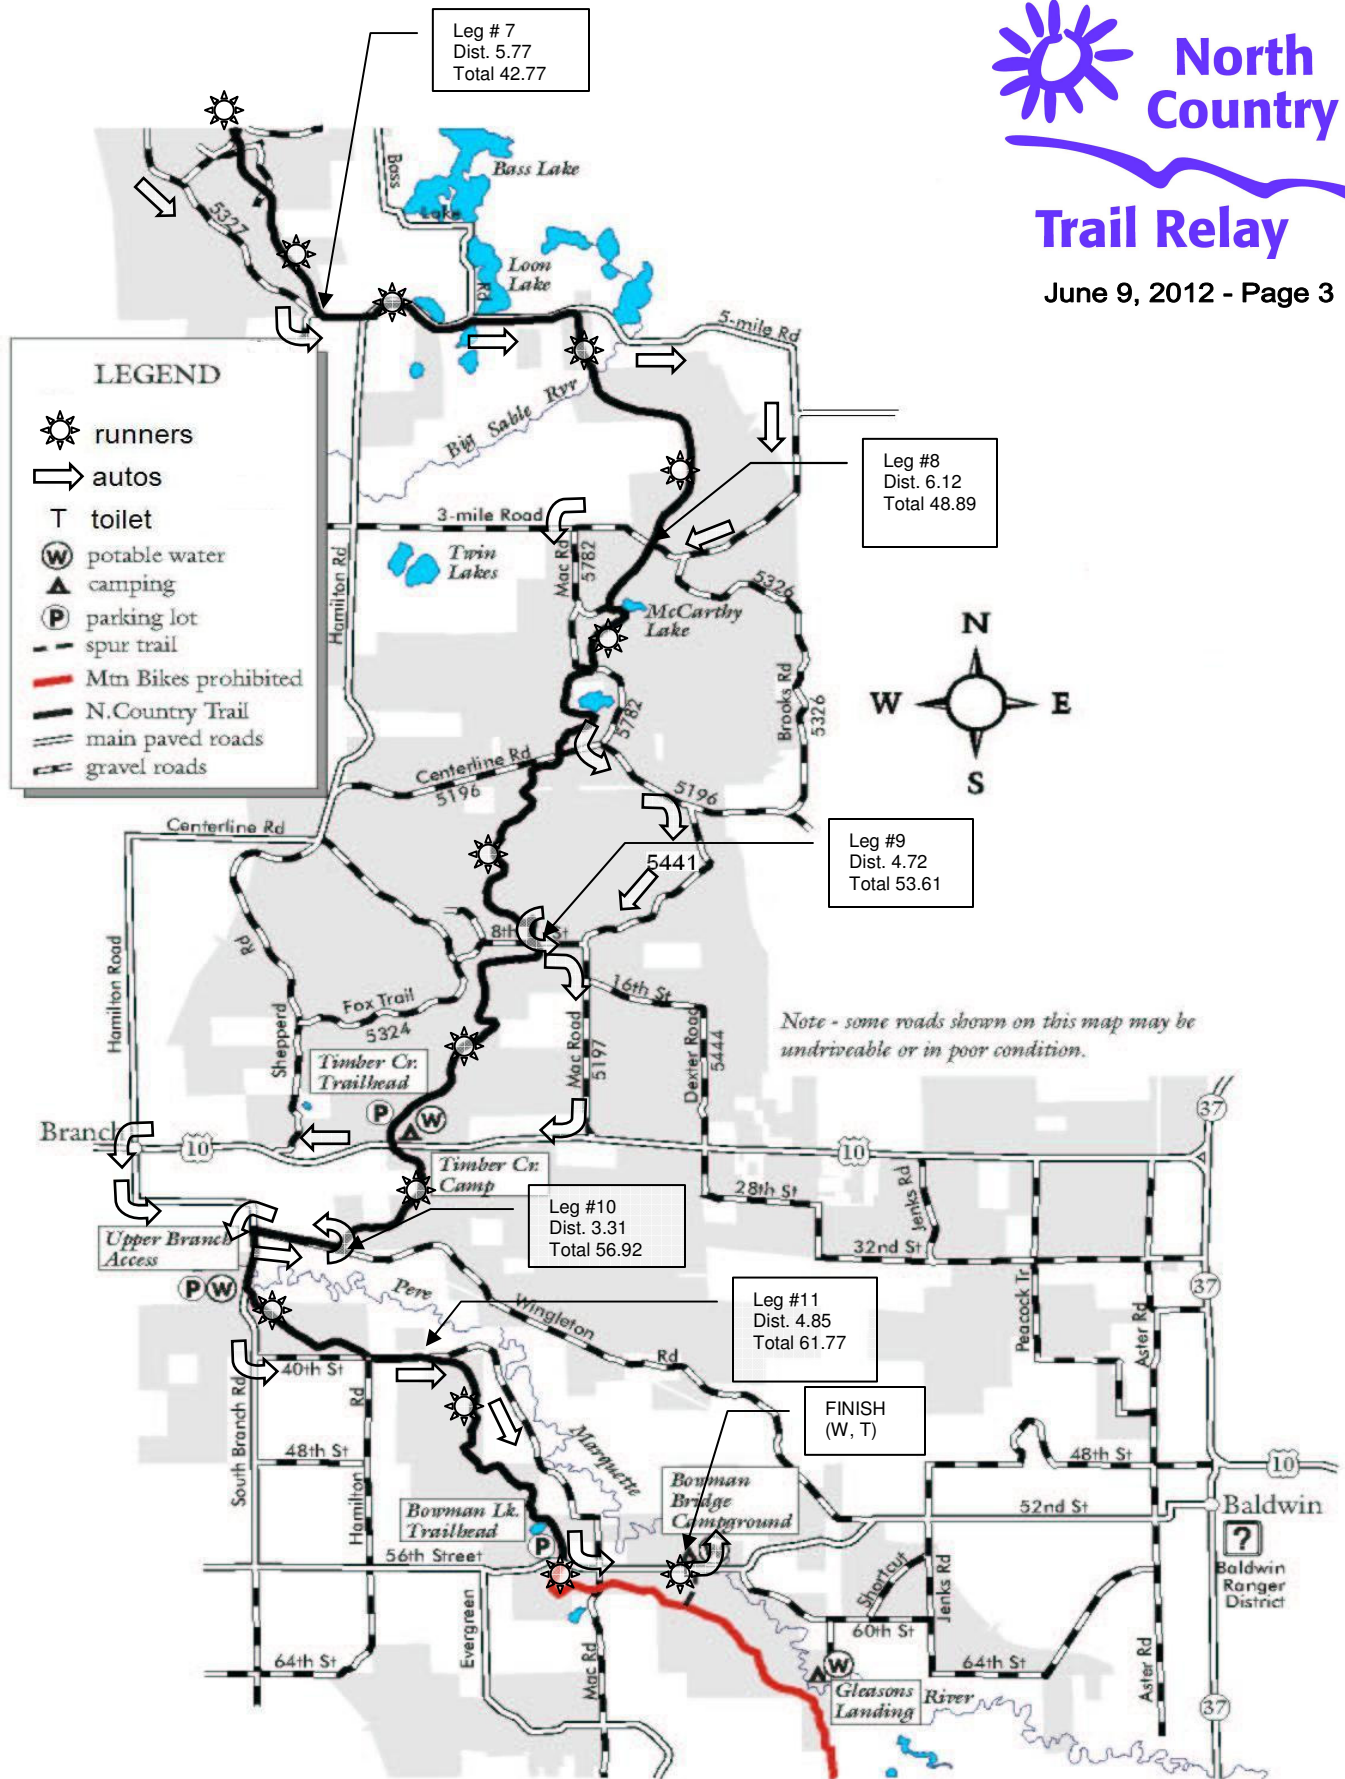 Leg # 7
Dist. 5.77
Total 42.77
North
Country
Trail Relay
June 9, 2012 - Page 3
Bass Lake
Boss
Lake
Rd
Loon
Lake
5327
5-mile Rd
LEGEND
runners
autos
T toilet
W potable water
camping
P parking lot
spur trail
Mtn Bikes prohibited
N.Country Trail
main paved roads
gravel roads
Big Sable Rvr
Leg #8
Dist. 6.12
Total 48.89
3-mile Road
Twin
Lakes
Mac Rd
5782
Hamilton Rd
5326
McCarthy
Lake
N
W E
S
Brooks Rd
5326
5782
Centerline Rd
5196
5196
Centerline Rd
Leg #9
Dist. 4.72
Total 53.61
5441
8th St
Rd
Hamilton Road
Fox Trail
5324
Sheppard
16th St
Mac Road
5197
Dexter Road
5444
Note - some roads shown on this map may be
undriveable or in poor condition.
Timber Cr.
Trailhead
P
W
37
Branch
10
10
Timber Cr.
Camp
28th St
Jenks Rd
32nd St
Leg #10
Dist. 3.31
Total 56.92
Upper Branch
Access
P W
Pere
37
Wingleton
Rd
Leg #11
Dist. 4.85
Total 61.77
Peacock Tr
Aster Rd
40th St
South Branch Rd
Rd
Hamilton
48th St
FINISH
(W, T)
Marquette
48th St
10
Bowman
Bridge
Campground
Bowman Lk.
Trailhead
P
52nd St
Baldwin
?
Baldwin
Ranger
District
56th Street
Shortcut
Jenks Rd
Evergreen
60th St
64th St
64th St
Mac Rd
W
Gleasons
Landing
River
Aster Rd
37